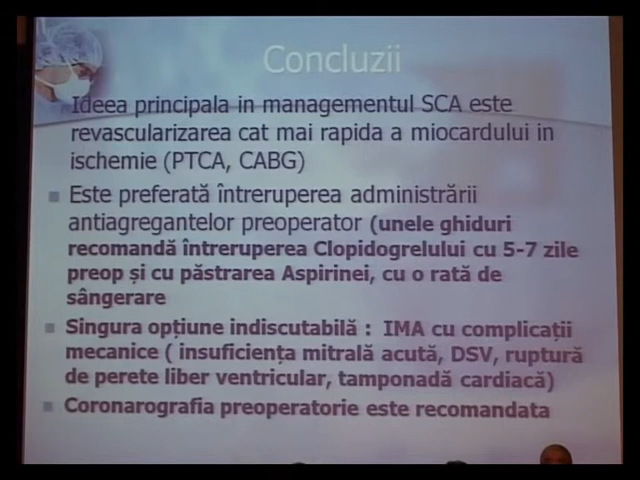 Concluzii
Ideea principala in managementul SCA este
revascularizarea cat mai rapida a miocardului in
ischemie (PTCA, CABG)
Este preferată întreruperea administrării
antiagregantelor preoperator (unele ghiduri
recomandă întreruperea Clopidogrelului cu 5-7 zile
preop și cu păstrarea Aspirinei, cu o rată de
sângerare
Singura opțiune indiscutabilă : IMA cu complicații
mecanice ( insuficiența mitrală acută, DSV, ruptură
de perete liber ventricular, tamponadă cardiacă)
Coronarografia preoperatorie este recomandata